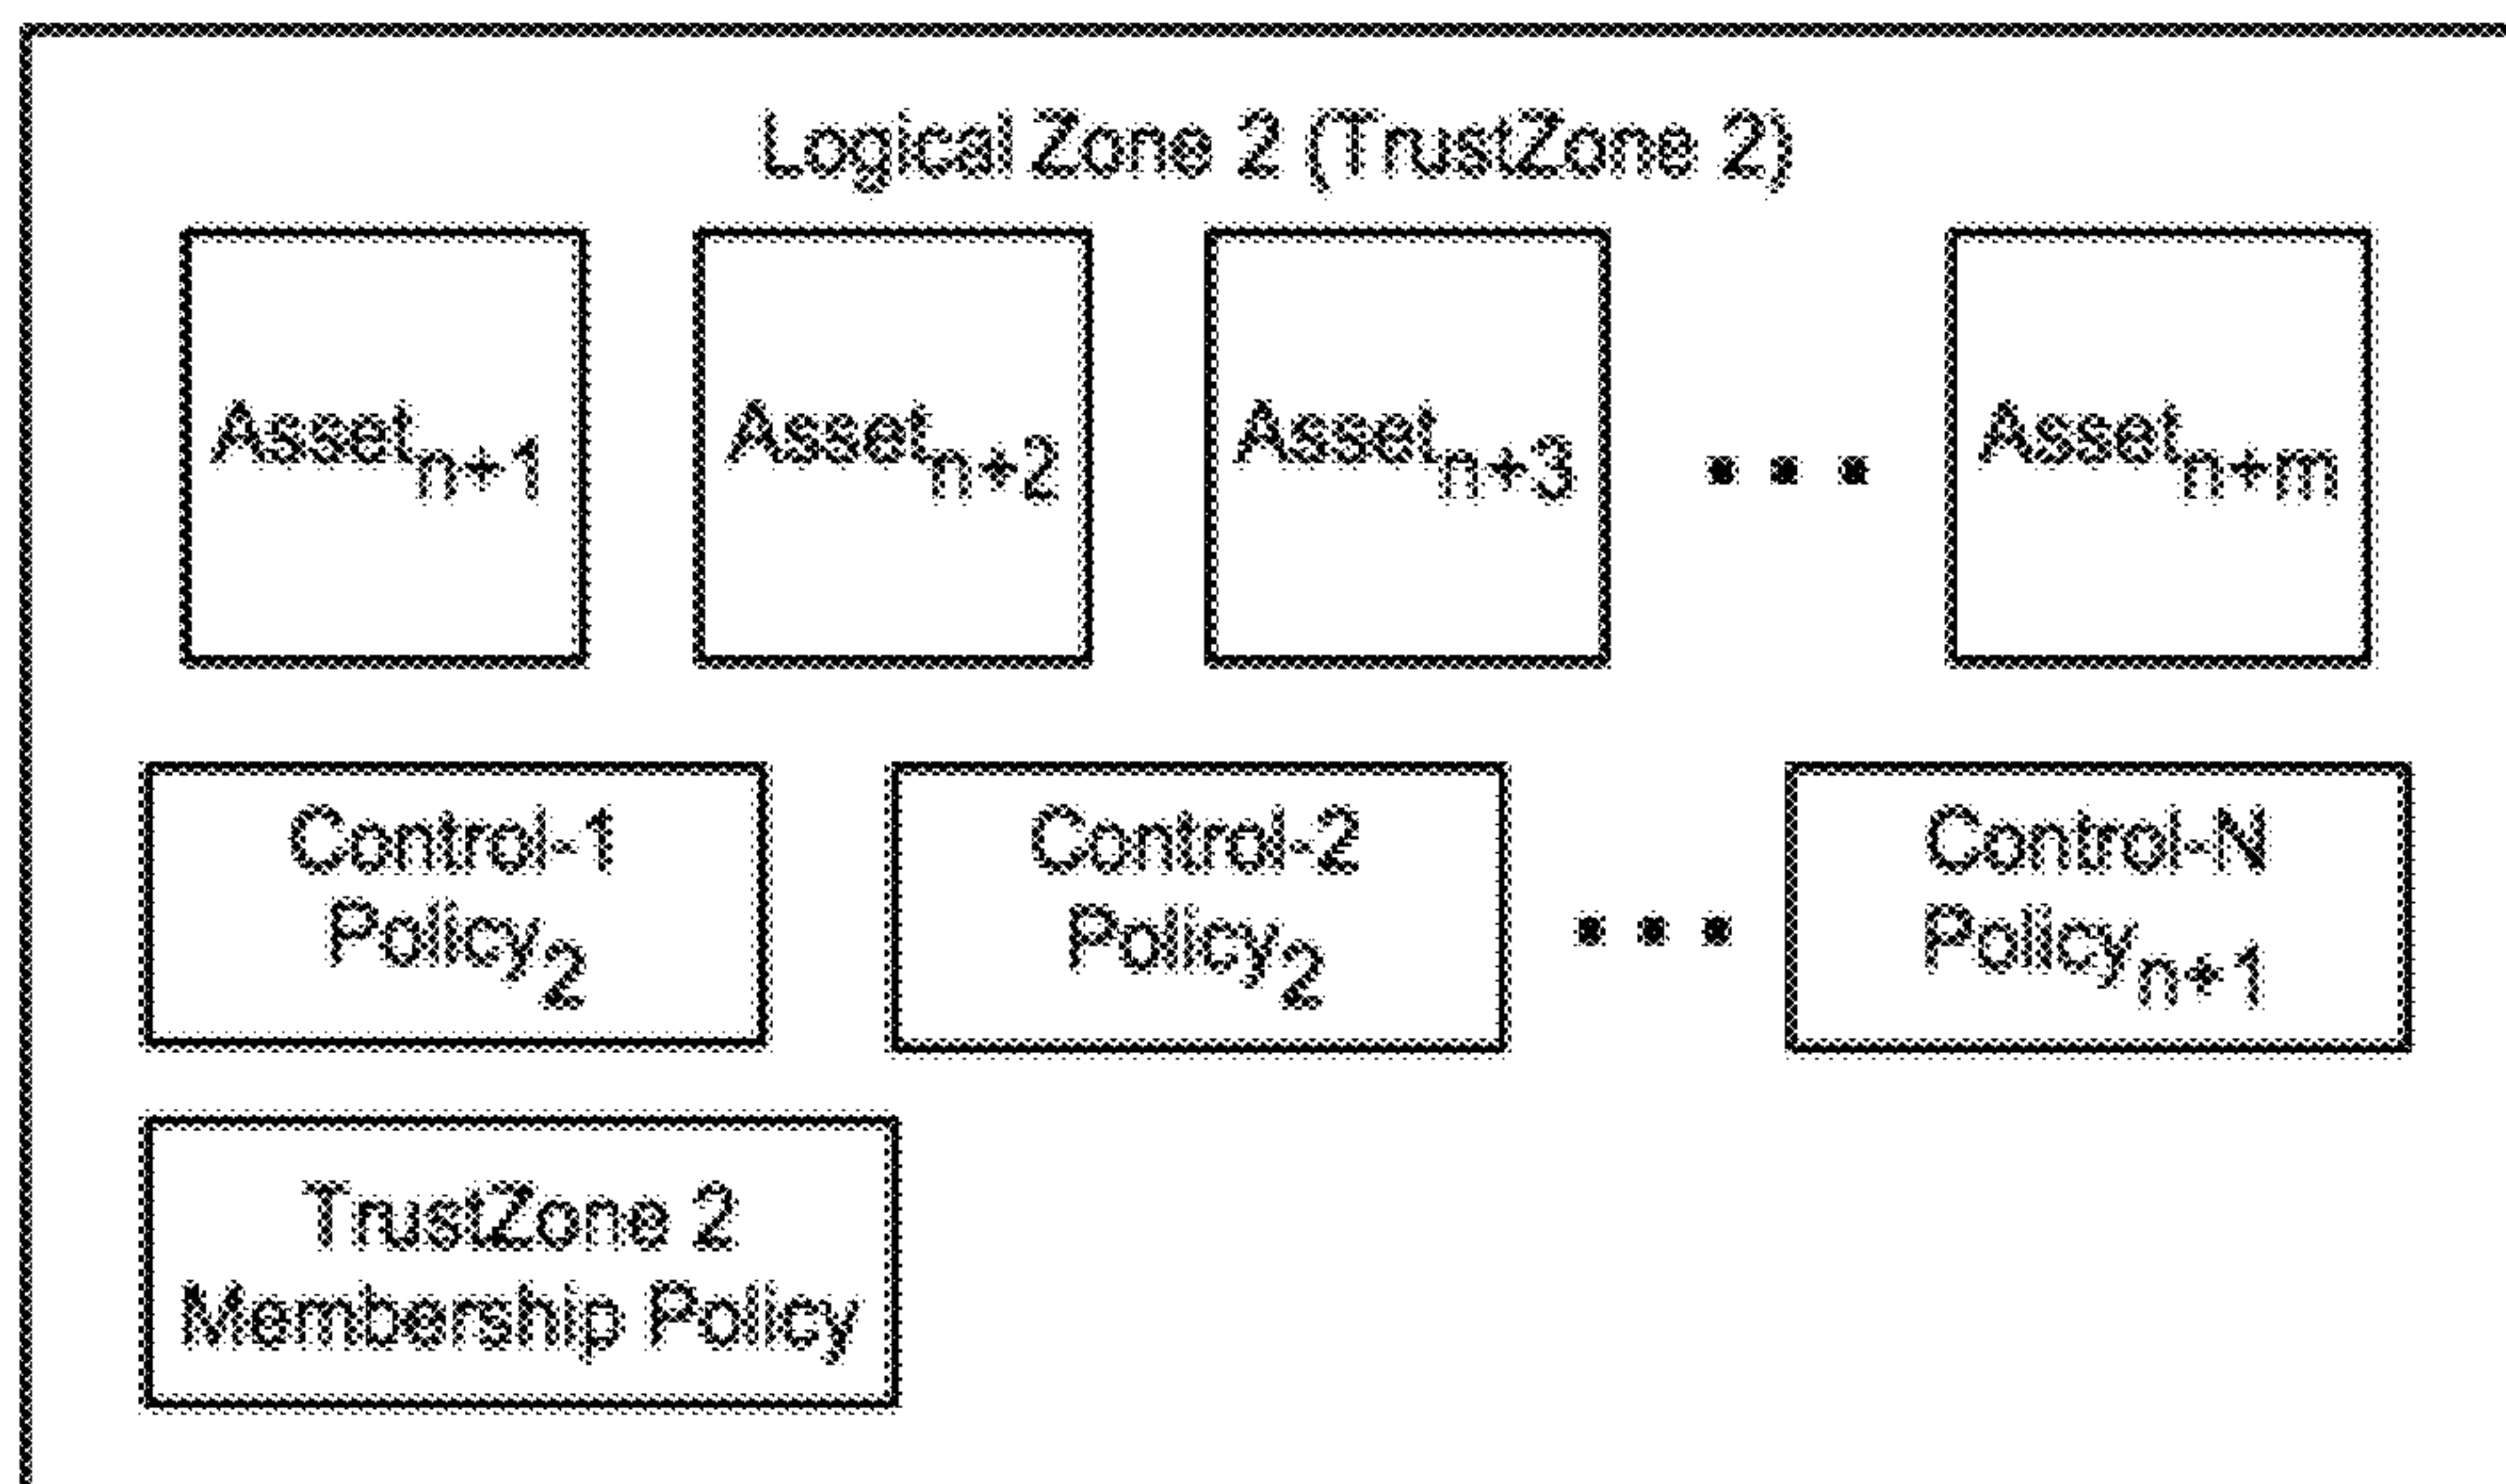 Logical Zone 2 (TrustZone 2)
Asset n+1 Asset n+2 Asset n+3 ••• Asset n+m
Control-1 Control-2 Control-N
Policy 2 Policy 2 ••• Policy n+1
TrustZone 2
Membership Policy